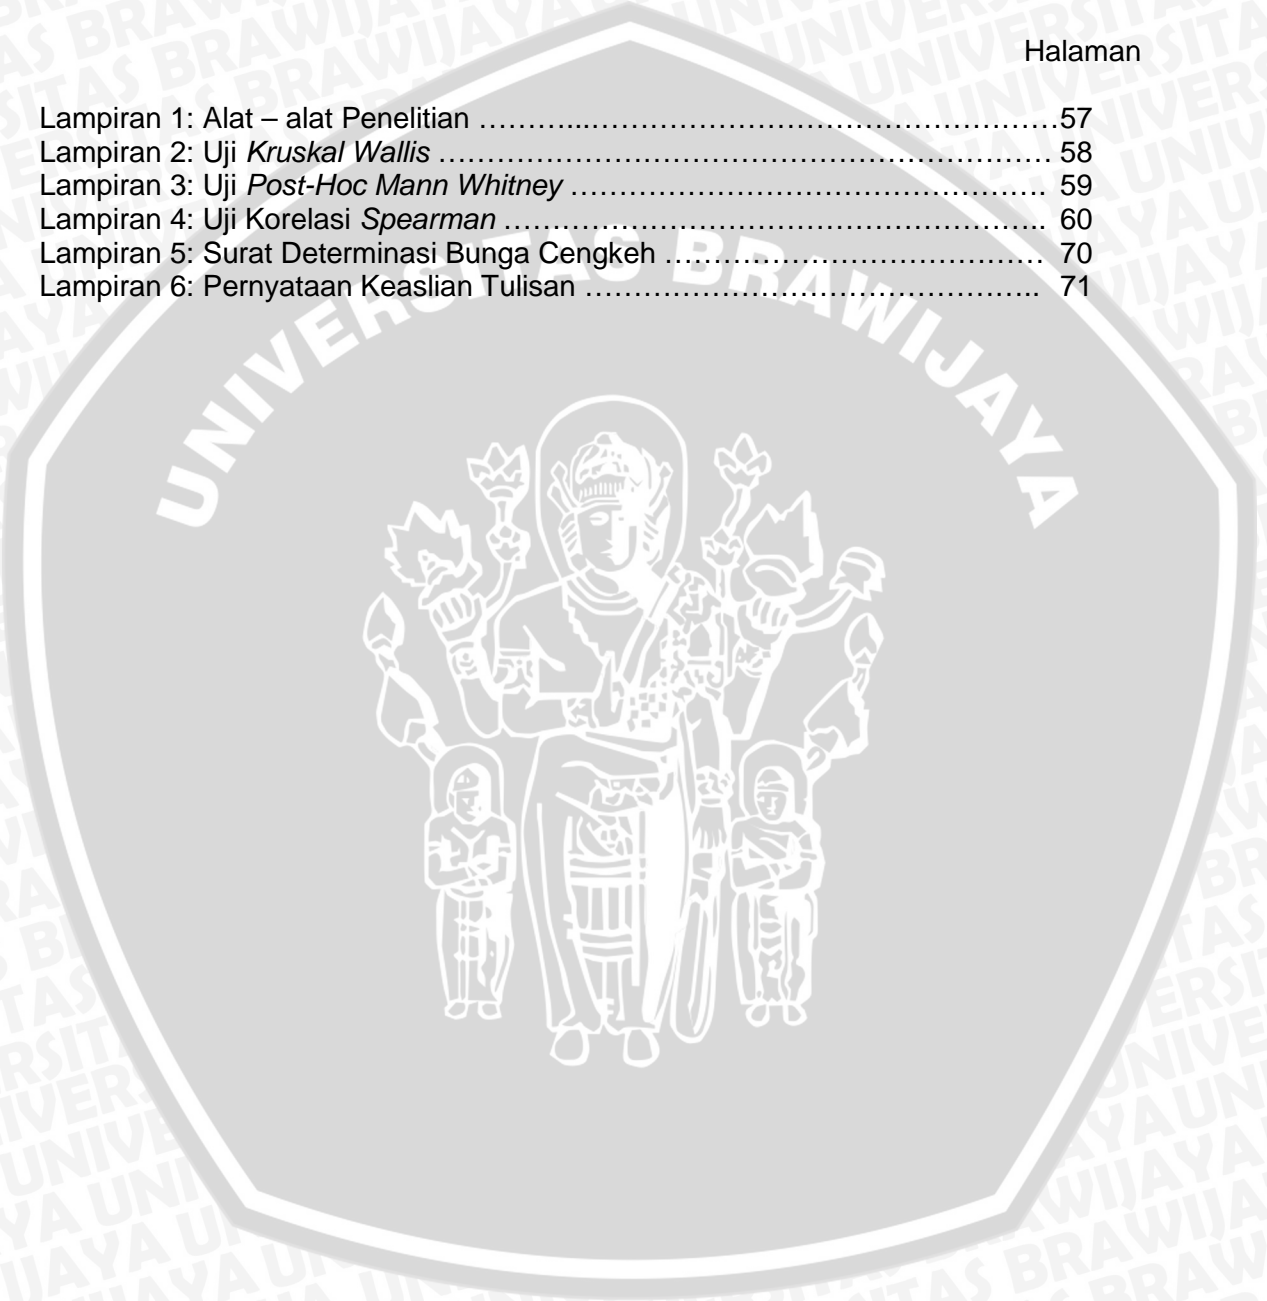 Halaman
Lampiran 1: Alat – alat Penelitian ………...……………………………………………57
Lampiran 2: Uji Kruskal Wallis ………………………………………………………… 58
Lampiran 3: Uji Post-Hoc Mann Whitney ………………………………………….. 59
Lampiran 4: Uji Korelasi Spearman ………………………………………………... 60
Lampiran 5: Surat Determinasi Bunga Cengkeh ………………………………… 70
Lampiran 6: Pernyataan Keaslian Tulisan ……………………………………….. 71
UNIVERSITAS BRAWIJAYA